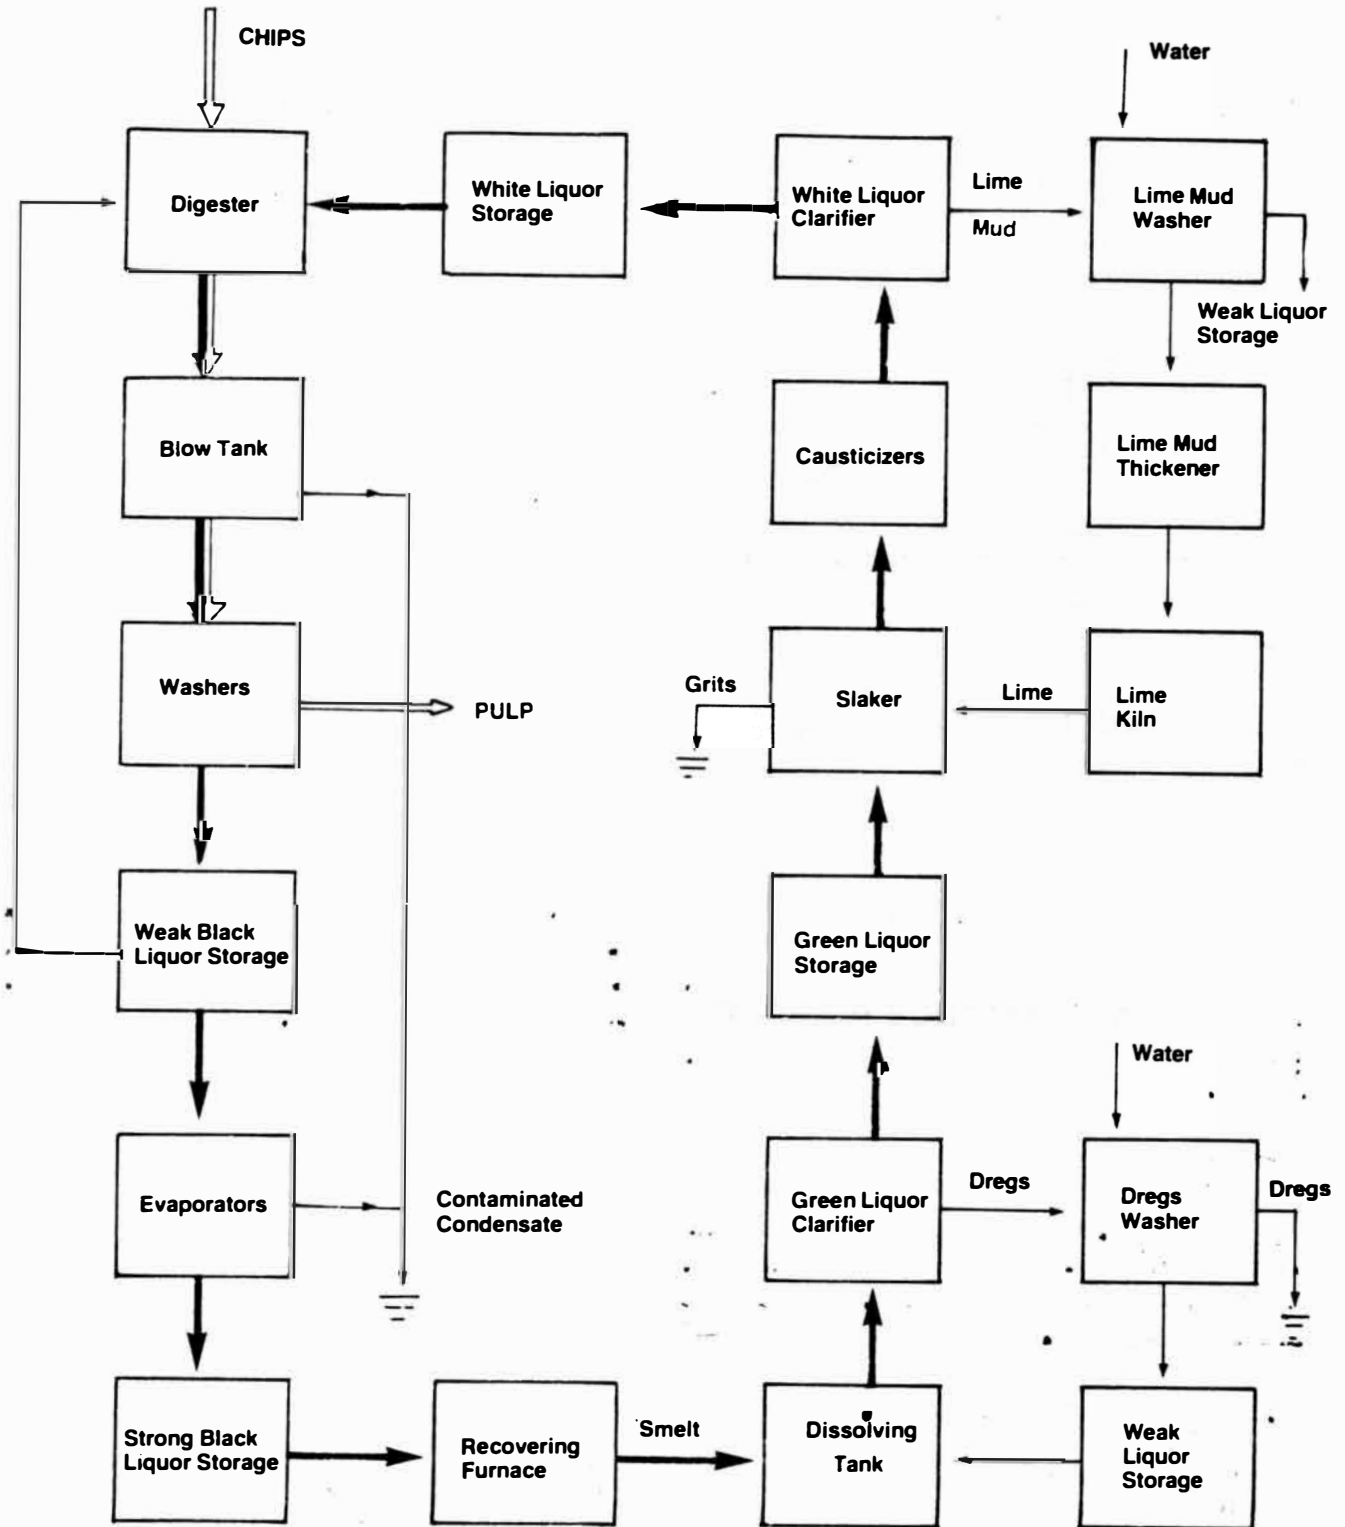 CHIPS
Water
Digester
White Liquor
Storage
White Liquor
Clarifier
Lime
Mud
Lime Mud
Washer
Weak Liquor
Storage
Blow Tank
Causticizers
Lime Mud
Thickener
Washers
PULP
Grits
Slaker
Lime
Lime
Kiln
Weak Black
Liquor Storage
Green Liquor
Storage
Water
Evaporators
Contaminated
Condensate
Green Liquor
Clarifier
Dregs
Dregs
Washer
Dregs
Strong Black
Liquor Storage
Recovering
Furnace
Smelt
Dissolving
Tank
Weak
Liquor
Storage